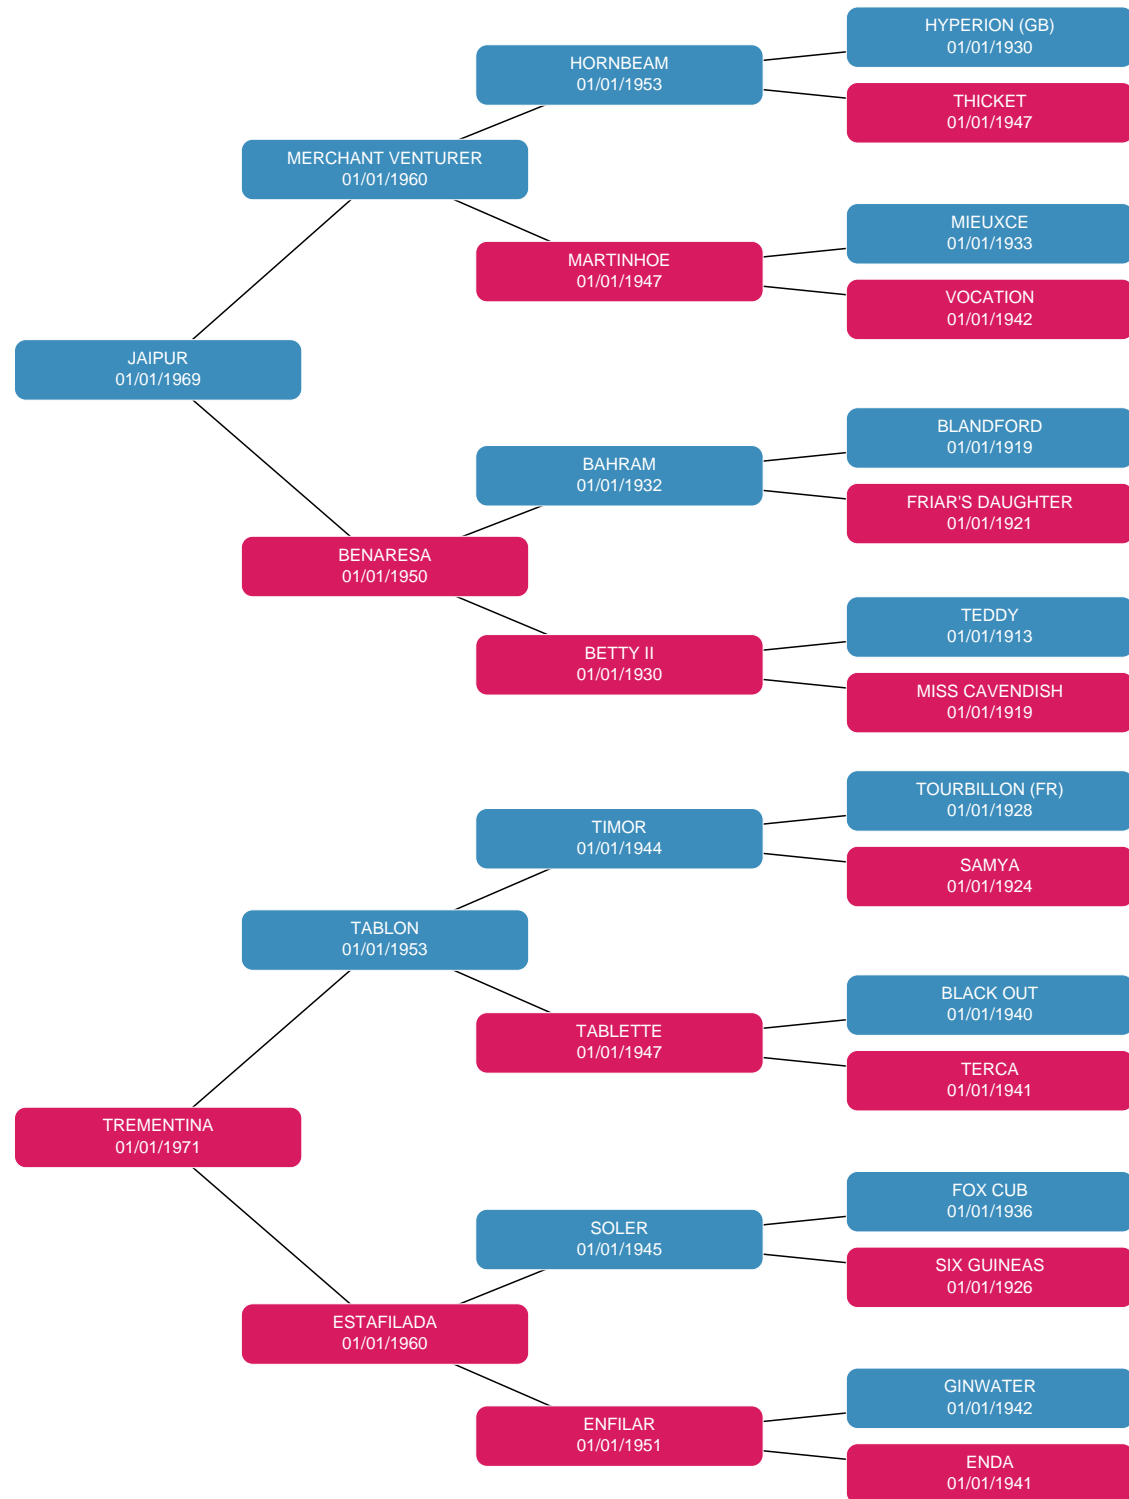 HYPERION (GB)
01/01/1930
HORNBEAM
01/01/1953
THICKET
01/01/1947
MERCHANT VENTURER
01/01/1960
MIEUXCE
01/01/1933
MARTINHOE
01/01/1947
VOCATION
01/01/1942
JAIPUR
01/01/1969
BLANDFORD
01/01/1919
BAHRAM
01/01/1932
FRIAR'S DAUGHTER
01/01/1921
BENARESA
01/01/1950
TEDDY
01/01/1913
BETTY II
01/01/1930
MISS CAVENDISH
01/01/1919
TOURBILLON (FR)
01/01/1928
TIMOR
01/01/1944
SAMYA
01/01/1924
TABLON
01/01/1953
BLACK OUT
01/01/1940
TABLETTE
01/01/1947
TERCA
01/01/1941
TREMENTINA
01/01/1971
FOX CUB
01/01/1936
SOLER
01/01/1945
SIX GUINEAS
01/01/1926
ESTAFILADA
01/01/1960
GINWATER
01/01/1942
ENFILAR
01/01/1951
ENDA
01/01/1941